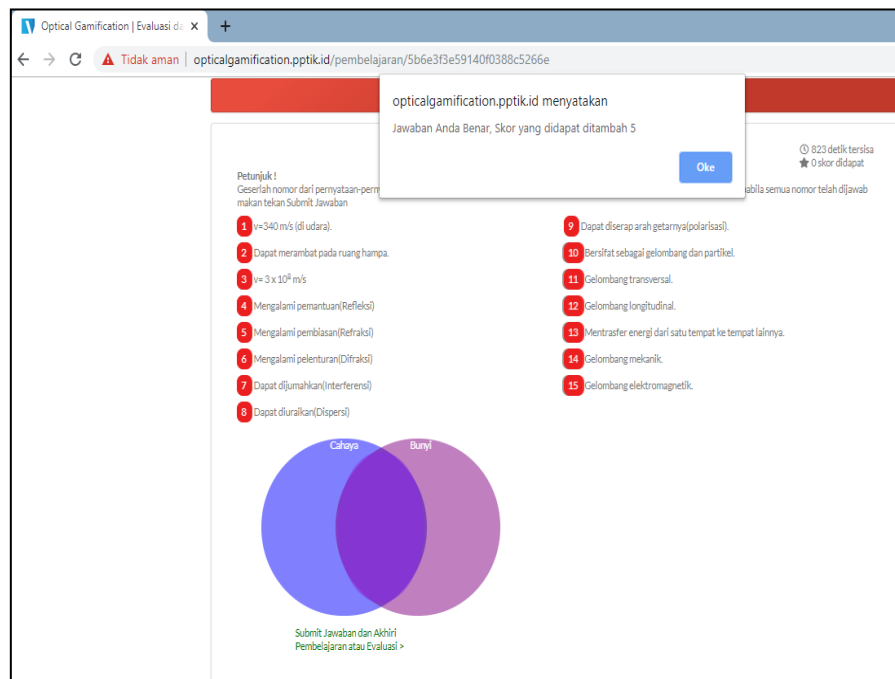 Optical Gamification | Evaluasi da
Tidak aman | opticalgamification.pptik.id/pembelajaran/5b6e3f3e59140f0388c5266e
opticalgamification.pptik.id menyatakan
Jawaban Anda Benar, Skor yang didapat ditambah 5
Oke
823 detik tersisa
0 skor didapat
Petunjuk !
Geserlah nomor dari pernyataan-pern
abila semua nomor telah dijawab
makan tekan Submit Jawaban
1 v=340 m/s (di udara).
2 Dapat merambat pada ruang hampa.
3 v= 3 x 10⁸ m/s
4 Mengalami pemantuan(Refleksi)
5 Mengalami pembiasan(Refraksi)
6 Mengalami pelenturan(Difraksi)
7 Dapat dijumahkan(Interferensi)
8 Dapat diuraikan(Dispersi)
9 Dapat diserap arah getarnya(polarisasi).
10 Bersifat sebagai gelombang dan partikel.
11 Gelombang transversal.
12 Gelombang longitudinal.
13 Mentrasfer energi dari satu tempat ke tempat lainnya.
14 Gelombang mekanik.
15 Gelombang elektromagnetik.
Cahaya
Bunyi
Submit Jawaban dan Akhiri
Pembelajaran atau Evaluasi >